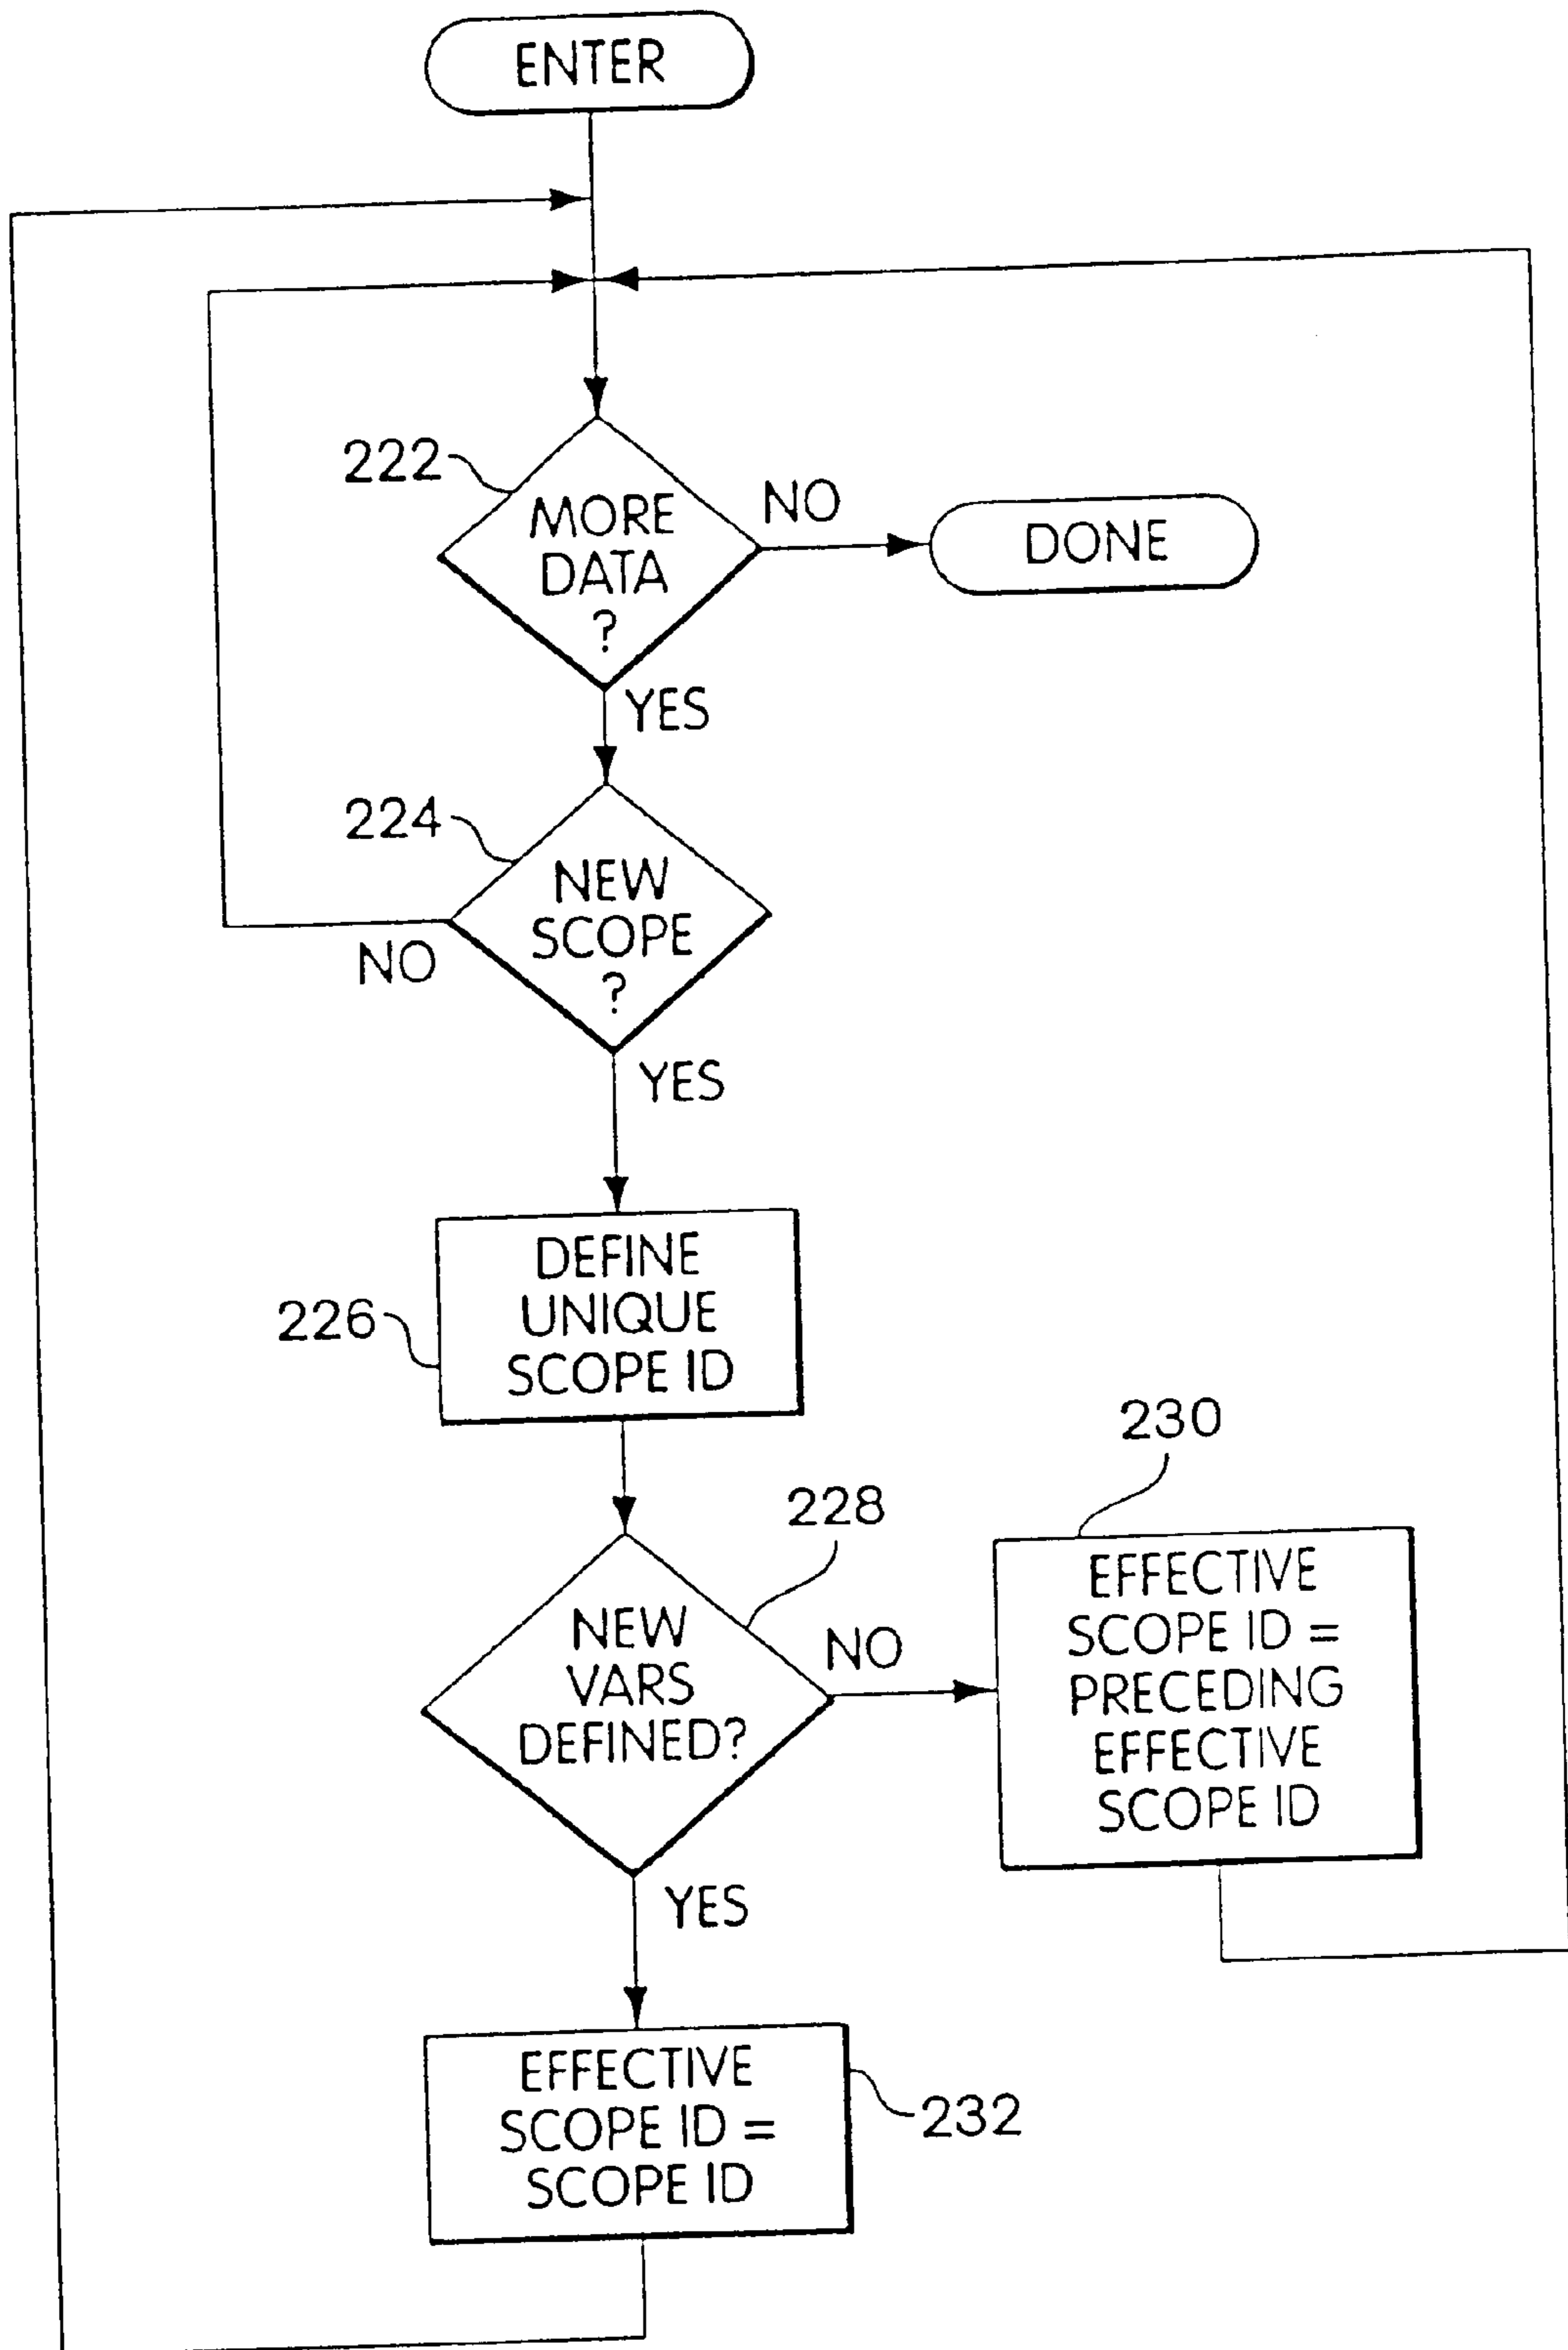 ENTER
222
MORE
DATA
?
NO
DONE
YES
224
NEW
SCOPE
?
NO
YES
226
DEFINE
UNIQUE
SCOPE ID
228
NEW
VARS
DEFINED?
NO
230
EFFECTIVE
SCOPE ID =
PRECEDING
EFFECTIVE
SCOPE ID
YES
EFFECTIVE
SCOPE ID =
SCOPE ID
232